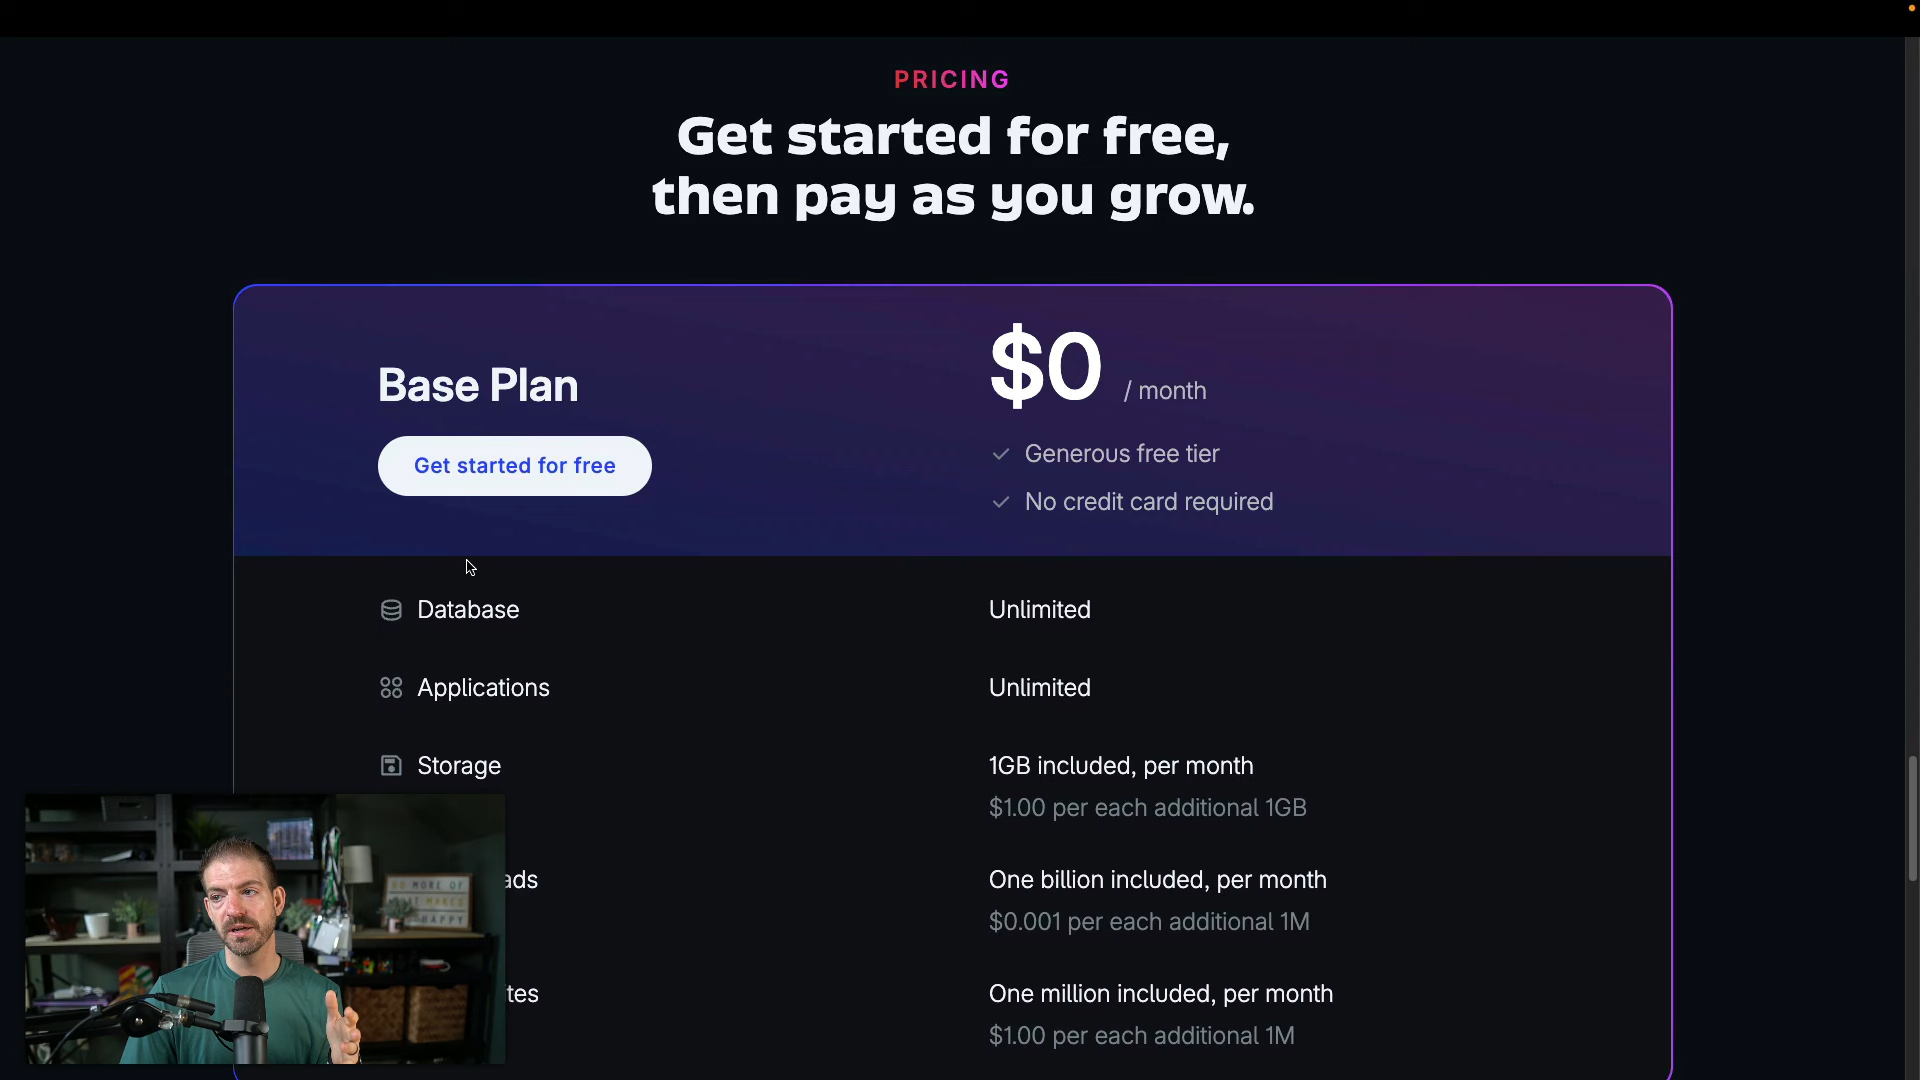 PRICING
Get started for free,
then pay as you grow.
Base Plan
$0 / month
Get started for free
Generous free tier
No credit card required
Database
Unlimited
Applications
Unlimited
Storage
1GB included, per month
$1.00 per each additional 1GB
ads
One billion included, per month
$0.001 per each additional 1M
tes
One million included, per month
$1.00 per each additional 1M